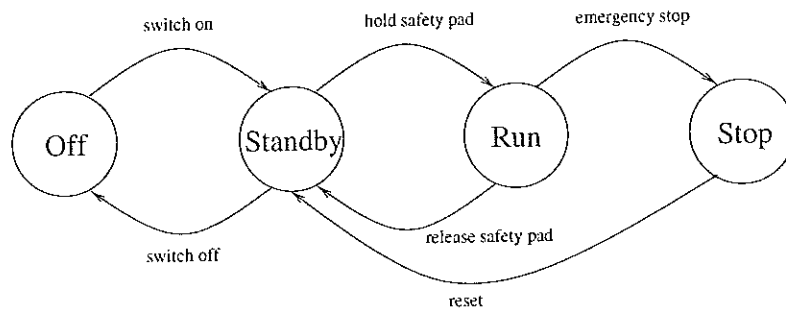 emergency stop
switch on
hold safety pad
Off
Standby
Run
Stop
switch off
release safety pad
reset